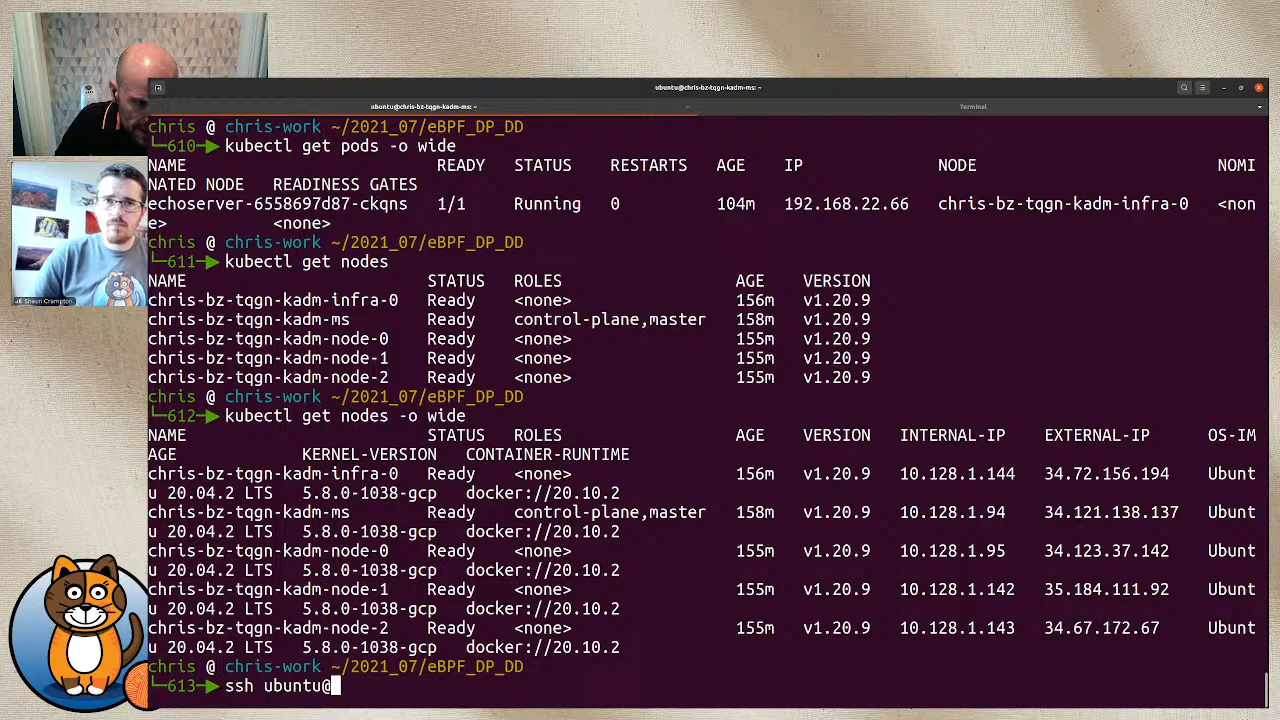 ubuntu@chris-bz-tqgn-kadm-ms: ~
ubuntu@chris-bz-tqgn-kadm-ms: ~ Terminal
chris @ chris-work ~/2021_07/eBPF_DP_DD
└─610─▶ kubectl get pods -o wide
NAME READY STATUS RESTARTS AGE IP NODE NOMI
NATED NODE READINESS GATES
echoserver-6558697d87-ckqns 1/1 Running 0 104m 192.168.22.66 chris-bz-tqgn-kadm-infra-0 <non
e> <none>
chris @ chris-work ~/2021_07/eBPF_DP_DD
└─611─▶ kubectl get nodes
NAME STATUS ROLES AGE VERSION
chris-bz-tqgn-kadm-infra-0 Ready <none> 156m v1.20.9
chris-bz-tqgn-kadm-ms Ready control-plane,master 158m v1.20.9
chris-bz-tqgn-kadm-node-0 Ready <none> 155m v1.20.9
chris-bz-tqgn-kadm-node-1 Ready <none> 155m v1.20.9
chris-bz-tqgn-kadm-node-2 Ready <none> 155m v1.20.9
chris @ chris-work ~/2021_07/eBPF_DP_DD
└─612─▶ kubectl get nodes -o wide
NAME STATUS ROLES AGE VERSION INTERNAL-IP EXTERNAL-IP OS-IM
AGE KERNEL-VERSION CONTAINER-RUNTIME
chris-bz-tqgn-kadm-infra-0 Ready <none> 156m v1.20.9 10.128.1.144 34.72.156.194 Ubunt
u 20.04.2 LTS 5.8.0-1038-gcp docker://20.10.2
chris-bz-tqgn-kadm-ms Ready control-plane,master 158m v1.20.9 10.128.1.94 34.121.138.137 Ubunt
u 20.04.2 LTS 5.8.0-1038-gcp docker://20.10.2
chris-bz-tqgn-kadm-node-0 Ready <none> 155m v1.20.9 10.128.1.95 34.123.37.142 Ubunt
u 20.04.2 LTS 5.8.0-1038-gcp docker://20.10.2
chris-bz-tqgn-kadm-node-1 Ready <none> 155m v1.20.9 10.128.1.142 35.184.111.92 Ubunt
u 20.04.2 LTS 5.8.0-1038-gcp docker://20.10.2
chris-bz-tqgn-kadm-node-2 Ready <none> 155m v1.20.9 10.128.1.143 34.67.172.67 Ubunt
u 20.04.2 LTS 5.8.0-1038-gcp docker://20.10.2
chris @ chris-work ~/2021_07/eBPF_DP_DD
└─613─▶ ssh ubuntu@
Shaun Crampton